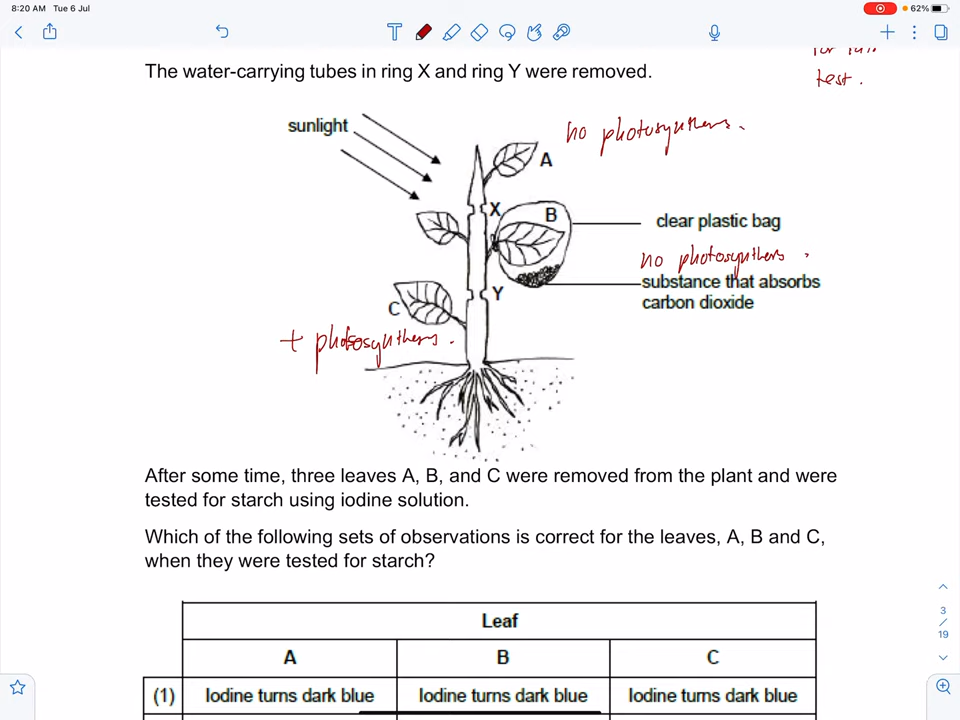 8:20 AM Tue 6 Jul
62%
test.
The water-carrying tubes in ring X and ring Y were removed.
sunlight
no photosynthesis.
A
X
B
clear plastic bag
no photosynthesis.
substance that absorbs
carbon dioxide
Y
C
+ photosynthesis.
After some time, three leaves A, B, and C were removed from the plant and were
tested for starch using iodine solution.
Which of the following sets of observations is correct for the leaves, A, B and C,
when they were tested for starch?
3
/
19
Leaf
A B C
(1) Iodine turns dark blue Iodine turns dark blue Iodine turns dark blue